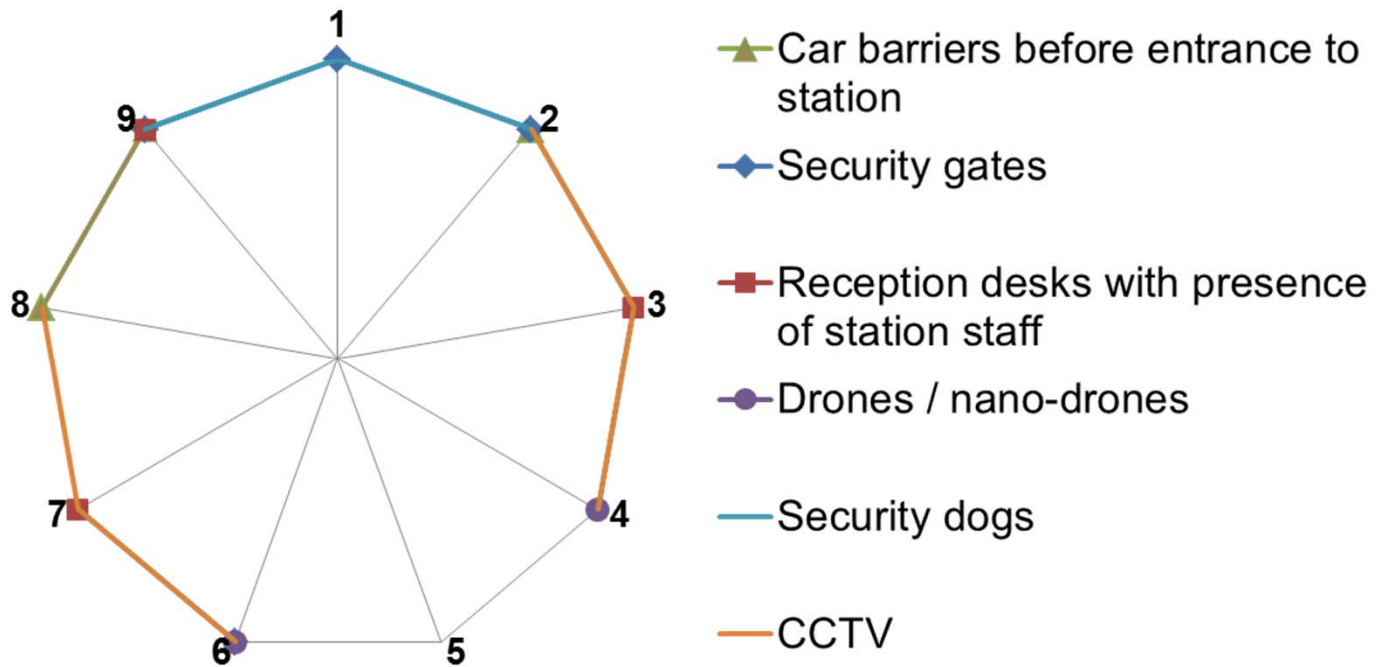 1
2
3
4
5
6
7
8
9
Car barriers before entrance to
station
Security gates
Reception desks with presence
of station staff
Drones / nano-drones
Security dogs
CCTV